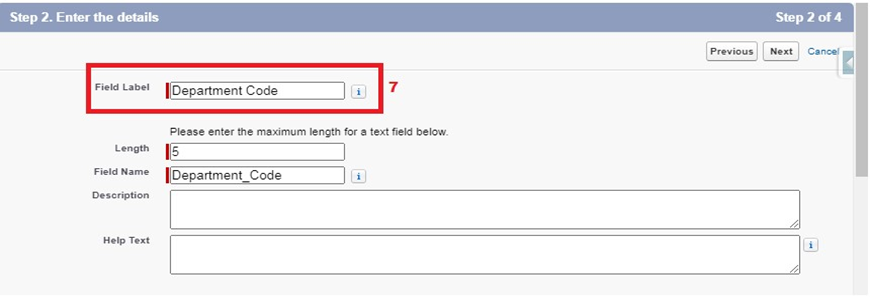 Step 2. Enter the details Step 2 of 4
Previous Next Cancel
Field Label Department Code i 7
Please enter the maximum length for a text field below.
Length 5
Field Name Department_Code i
Description
Help Text i